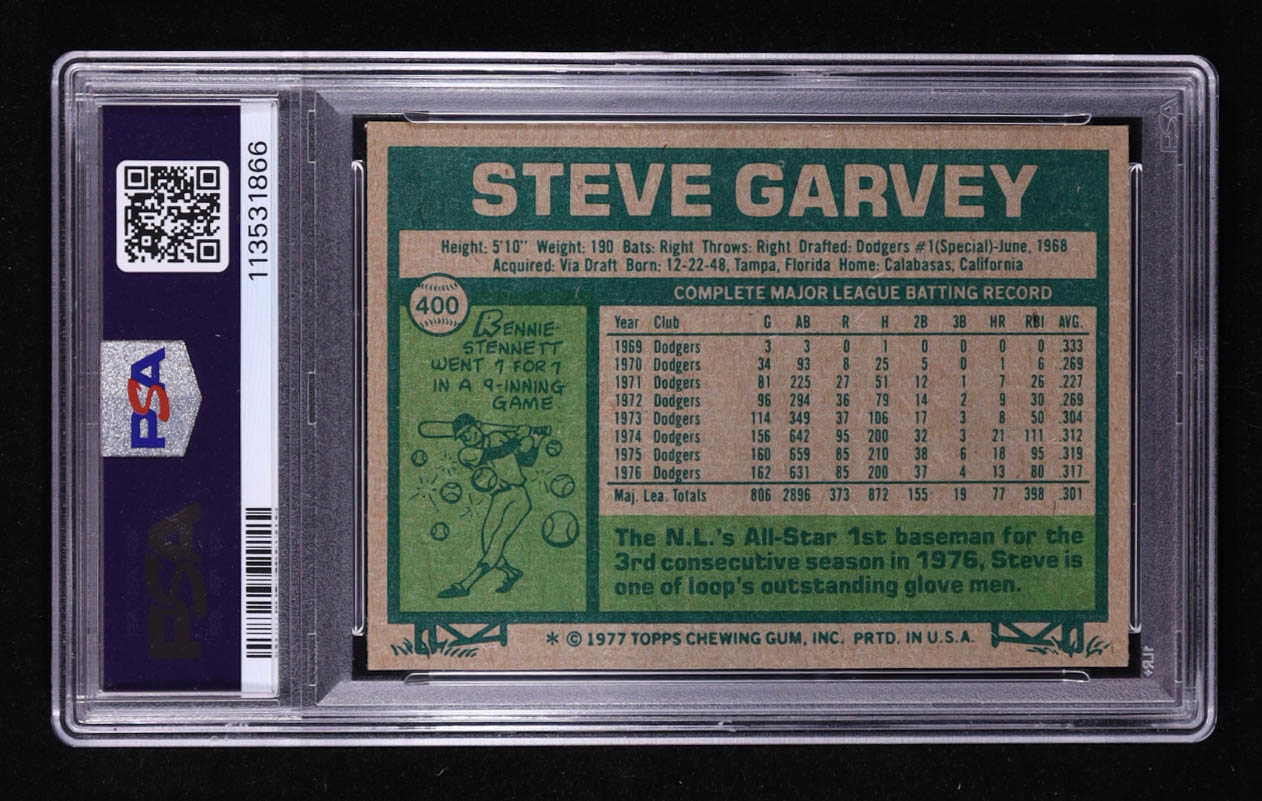 113531866
PSA
PSA
PSA
STEVE GARVEY
Height: 5'10" Weight: 190 Bats: Right Throws: Right Drafted: Dodgers #1(Special)-June, 1968
Acquired: Via Draft Born: 12-22-48, Tampa, Florida Home: Calabasas, California
400
RENNIE
STENNETT
WENT 7 FOR 7
IN A 9-INNING
GAME
COMPLETE MAJOR LEAGUE BATTING RECORD
Year Club G AB R H 2B 3B HR RBI AVG.
1969 Dodgers 3 3 0 1 0 0 0 0 .333
1970 Dodgers 34 93 8 25 5 0 1 6 .269
1971 Dodgers 81 225 27 51 12 1 7 26 .227
1972 Dodgers 96 294 36 79 14 2 9 30 .269
1973 Dodgers 114 349 37 106 17 3 8 50 .304
1974 Dodgers 156 642 95 200 32 3 21 111 .312
1975 Dodgers 160 659 85 210 38 6 18 95 .319
1976 Dodgers 162 631 85 200 37 4 13 80 .317
Maj. Lea. Totals 806 2896 373 872 155 19 77 398 .301
The N.L.'s All-Star 1st baseman for the
3rd consecutive season in 1976, Steve is
one of loop's outstanding glove men.
* © 1977 TOPPS CHEWING GUM, INC. PRTD. IN U.S.A.
1LR+